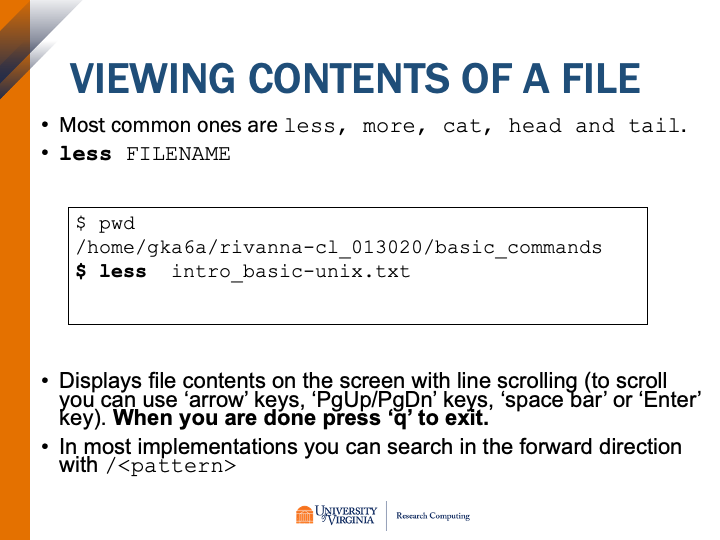 VIEWING CONTENTS OF A FILE
• Most common ones are less, more, cat, head and tail.
• less FILENAME
$ pwd
/home/gka6a/rivanna-cl_013020/basic_commands
$ less  intro_basic-unix.txt
• Displays file contents on the screen with line scrolling (to scroll
you can use ‘arrow’ keys, ‘PgUp/PgDn’ keys, ‘space bar’ or ‘Enter’
key). When you are done press ‘q’ to exit.
• In most implementations you can search in the forward direction
with /<pattern>
UNIVERSITY
of VIRGINIA
Research Computing